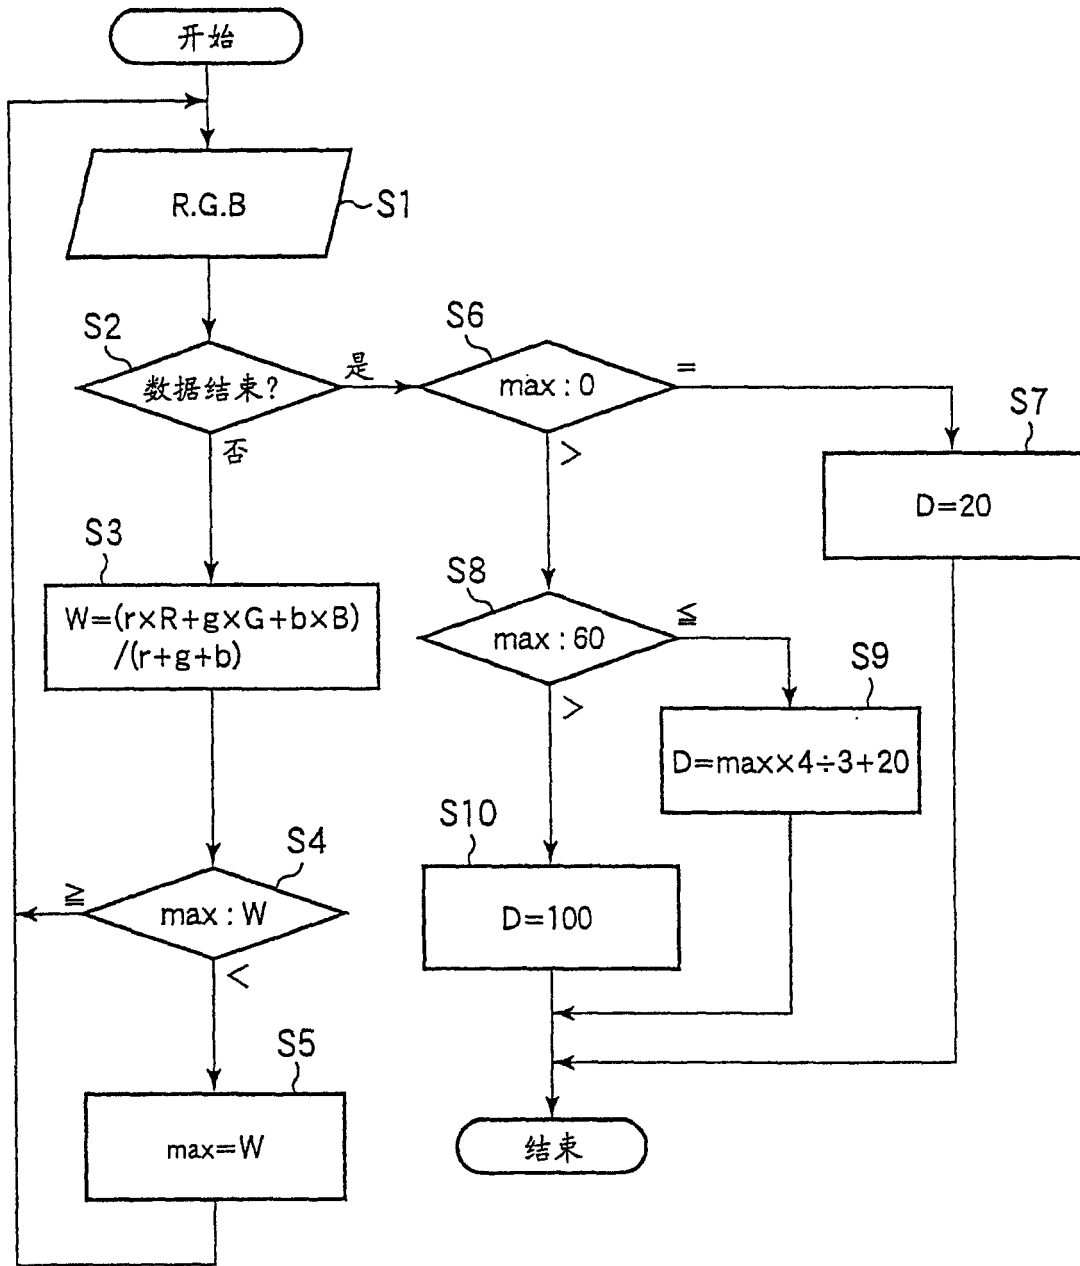 开始
R.G.B
S1
S2
数据结束?
是
否
S6
max : 0
=
>
S7
D=20
S3
W=(r×R+g×G+b×B)
/(r+g+b)
S8
max : 60
≦
>
S9
D=max×4÷3+20
S4
max : W
≧
<
S10
D=100
S5
max=W
结束